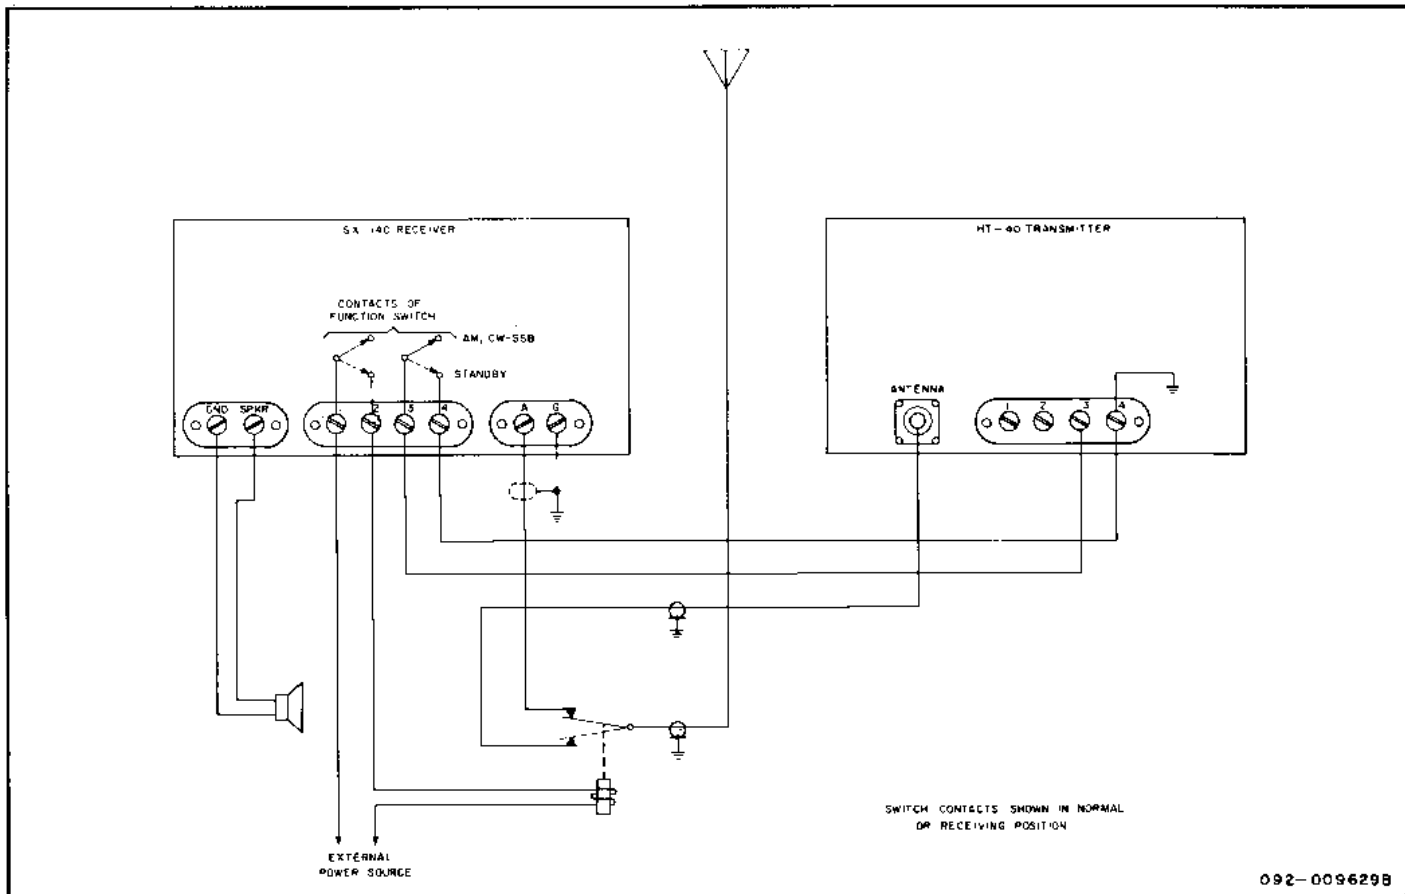 SX-140 RECEIVER
HT-40 TRANSMITTER
CONTACTS OF
FUNCTION SWITCH
AM, CW-SSB
STANDBY
GND SPKR
1 2 3 4
A G
ANTENNA
1 2 3 4
EXTERNAL
POWER SOURCE
SWITCH CONTACTS SHOWN IN NORMAL
OR RECEIVING POSITION
092-009629B